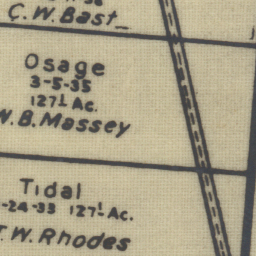 C.W. Bast
Osage
3-5-35
127½ Ac.
W.B. Massey
Tidal
-24-33 127½ Ac.
T.W. Rhodes